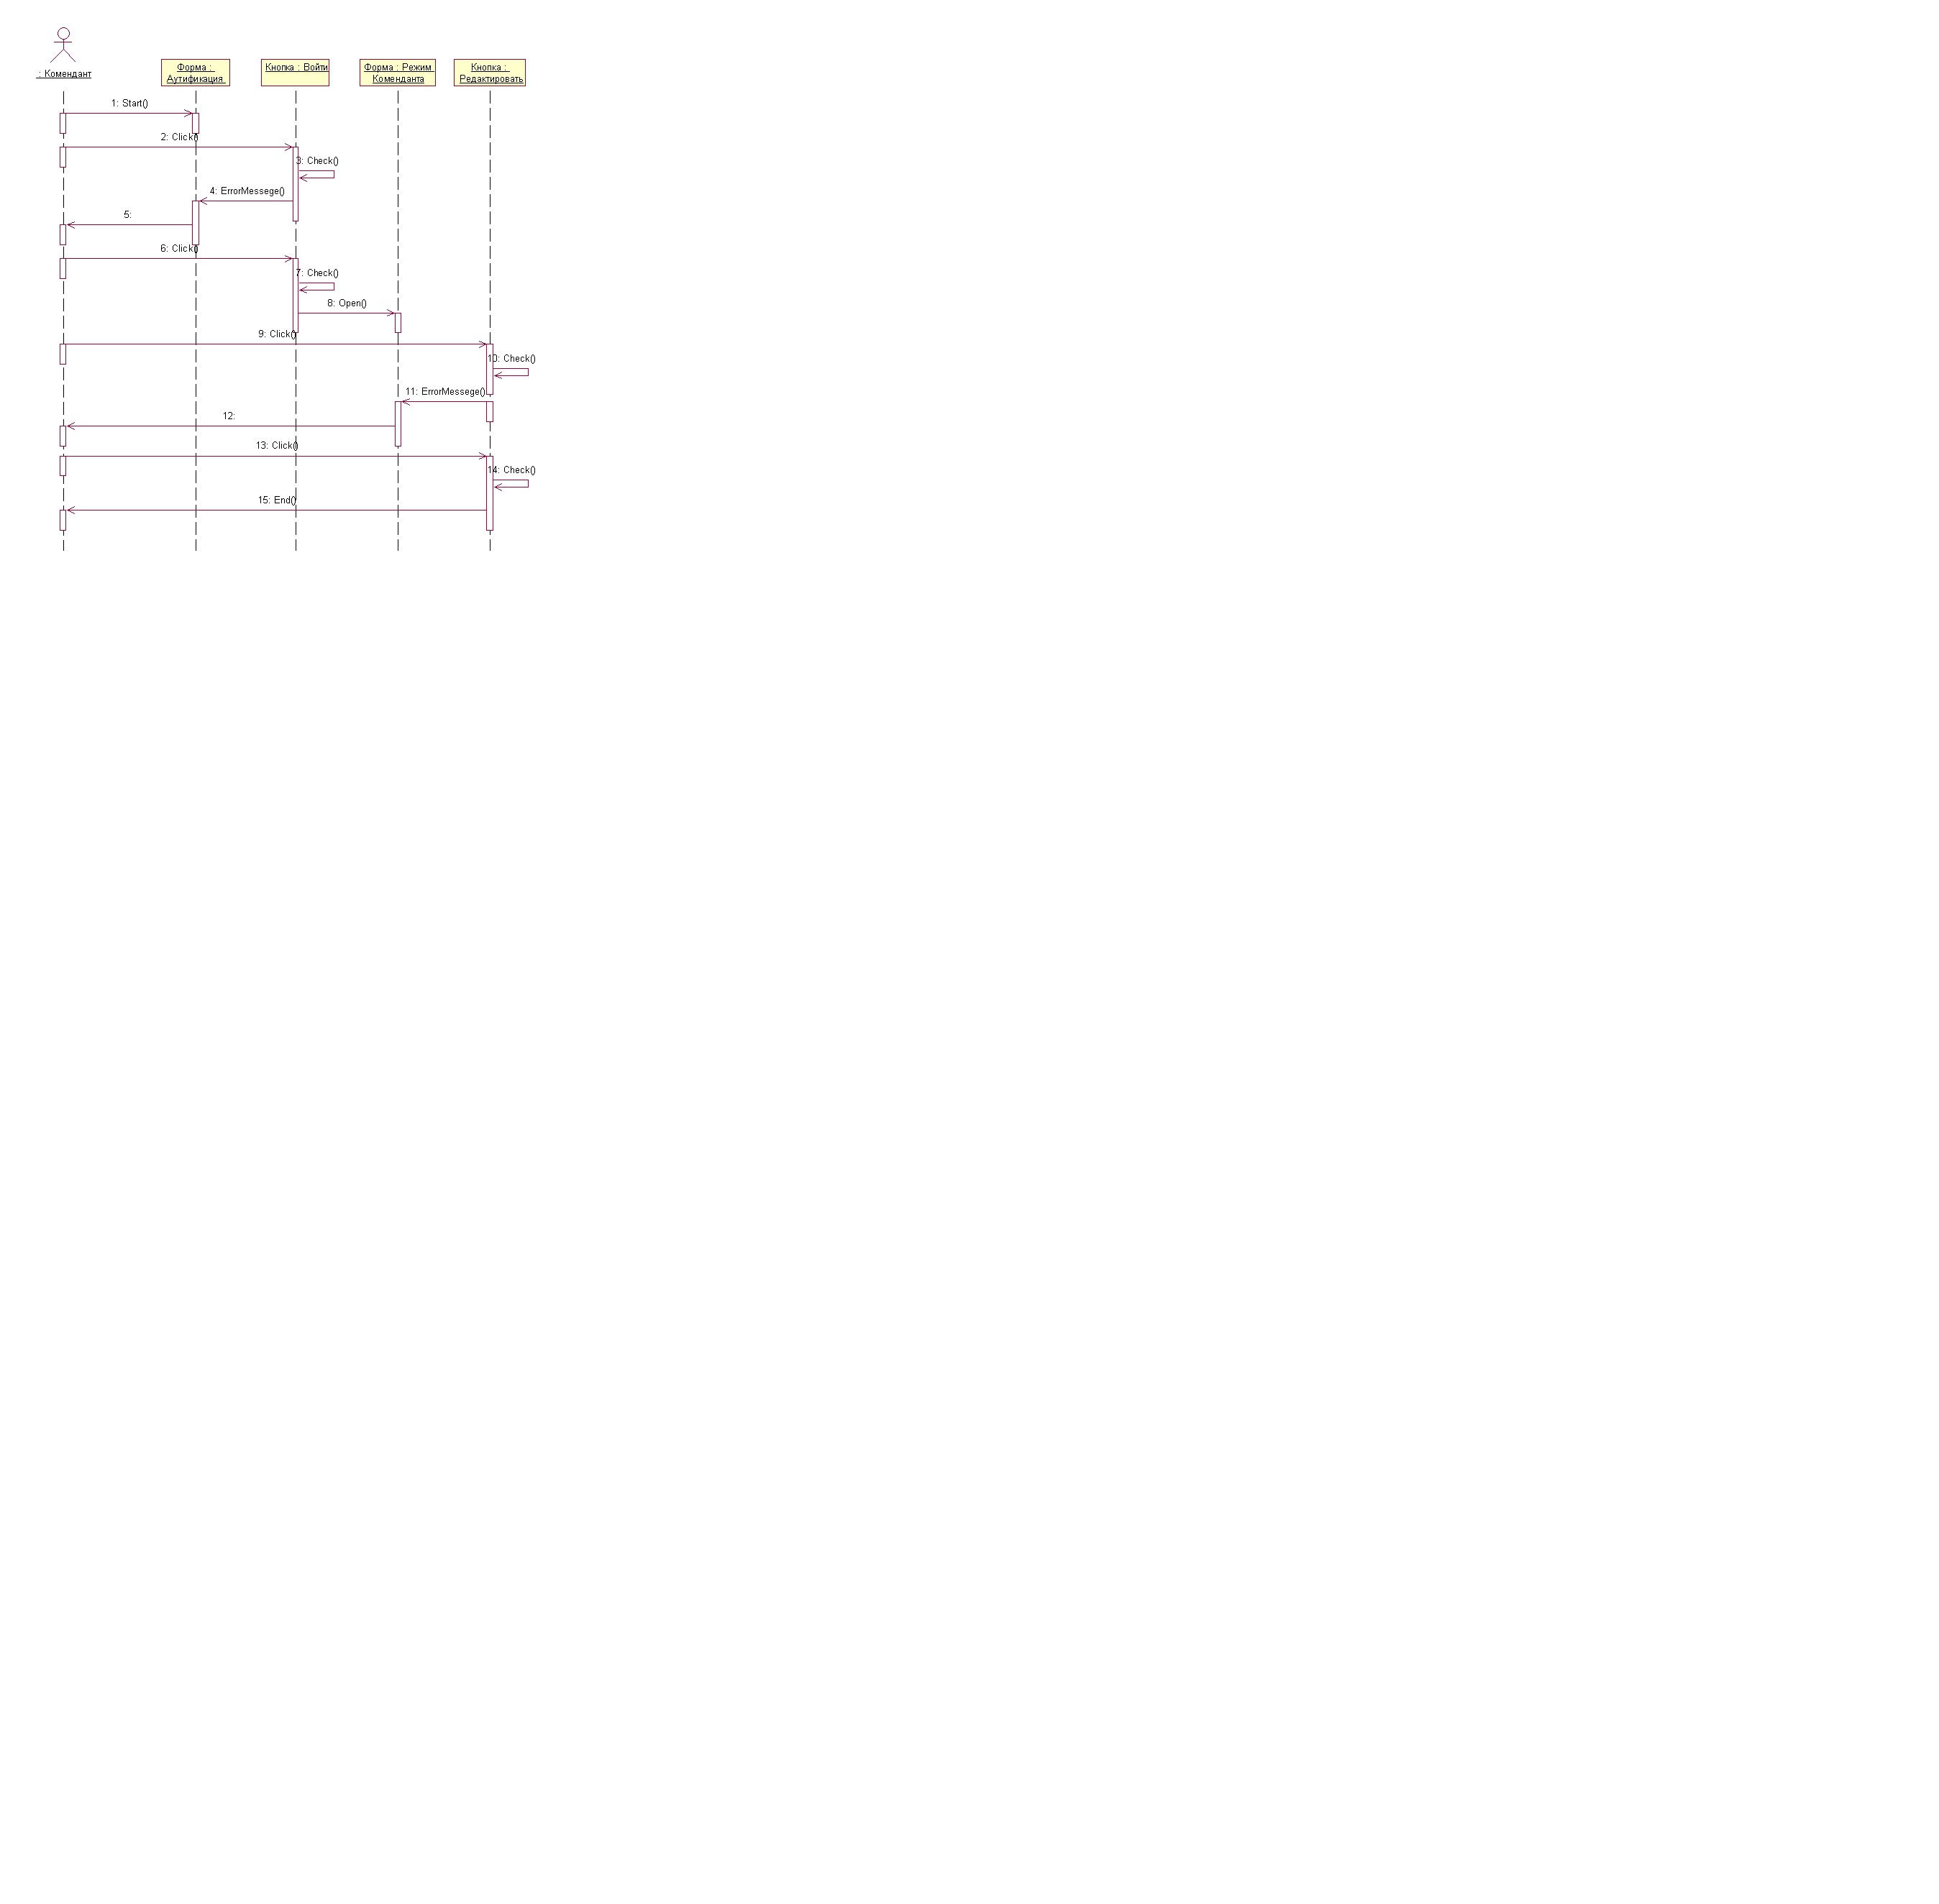 : Комендант
Форма :
Аутификация
Кнопка : Войти
Форма : Режим
Коменданта
Кнопка :
Редактировать
1: Start()
2: Click()
3: Check()
4: ErrorMessege()
5:
6: Click()
7: Check()
8: Open()
9: Click()
10: Check()
11: ErrorMessege()
12:
13: Click()
14: Check()
15: End()